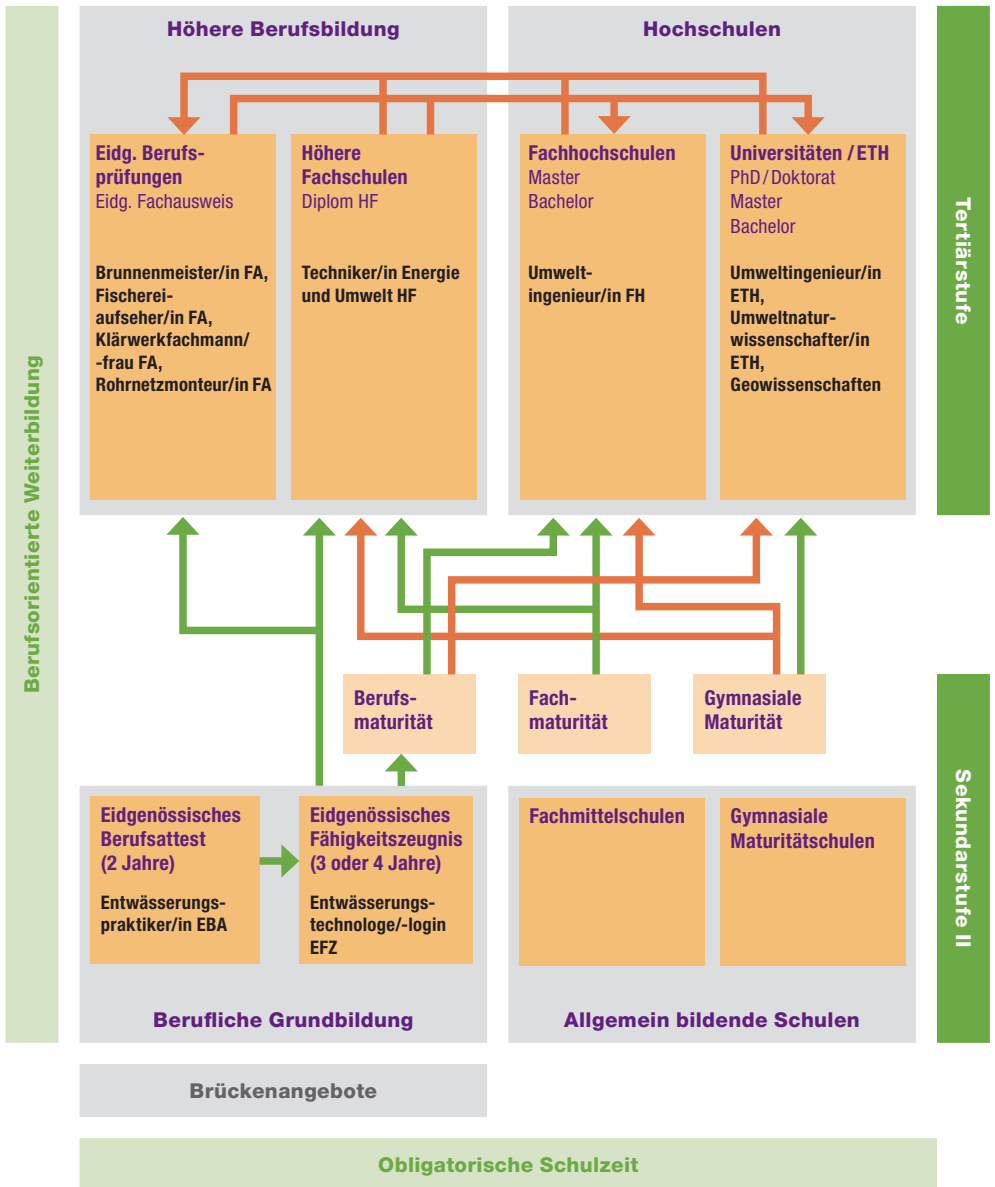 Höhere Berufsbildung
Hochschulen
Eidg. Berufs-
prüfungen
Eidg. Fachausweis
Brunnenmeister/in FA,
Fischerei-
aufseher/in FA,
Klärwerkfachmann/
-frau FA,
Rohrnetzmonteur/in FA
Höhere
Fachschulen
Diplom HF
Techniker/in Energie
und Umwelt HF
Fachhochschulen
Master
Bachelor
Umwelt-
ingenieur/in FH
Universitäten / ETH
PhD / Doktorat
Master
Bachelor
Umweltingenieur/in
ETH,
Umweltnatur-
wissenschafter/in
ETH,
Geowissenschaften
Tertiärstufe
Berufsorientierte Weiterbildung
Berufs-
maturität
Fach-
maturität
Gymnasiale
Maturität
Eidgenössisches
Berufsattest
(2 Jahre)
Entwässerungs-
praktiker/in EBA
Eidgenössisches
Fähigkeitszeugnis
(3 oder 4 Jahre)
Entwässerungs-
technologe/-login
EFZ
Fachmittelschulen
Gymnasiale
Maturitätschulen
Sekundarstufe II
Berufliche Grundbildung
Allgemein bildende Schulen
Brückenangebote
Obligatorische Schulzeit